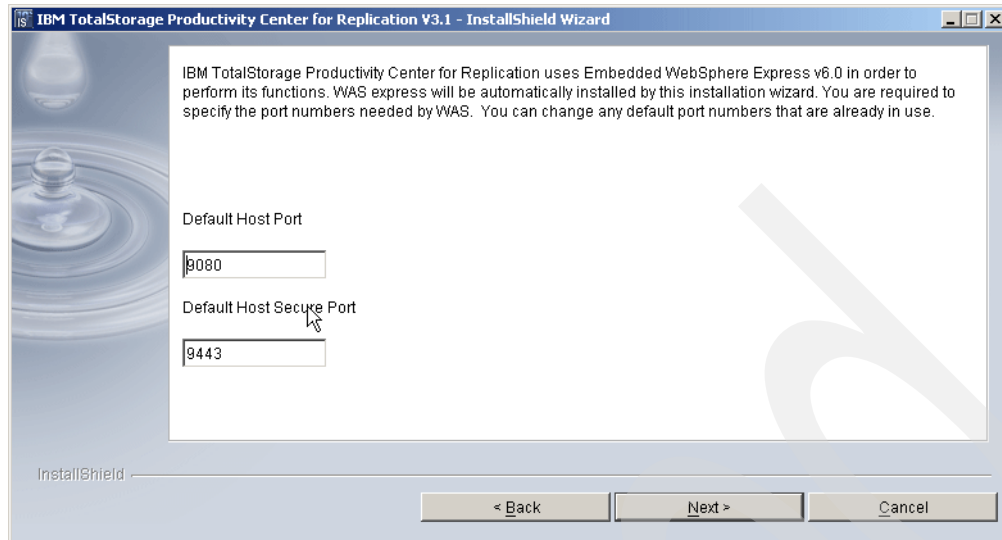 IBM TotalStorage Productivity Center for Replication V3.1 - InstallShield Wizard
IBM TotalStorage Productivity Center for Replication uses Embedded WebSphere Express v6.0 in order to
perform its functions. WAS express will be automatically installed by this installation wizard. You are required to
specify the port numbers needed by WAS. You can change any default port numbers that are already in use.
Default Host Port
9080
Default Host Secure Port
9443
InstallShield
< Back
Next >
Cancel